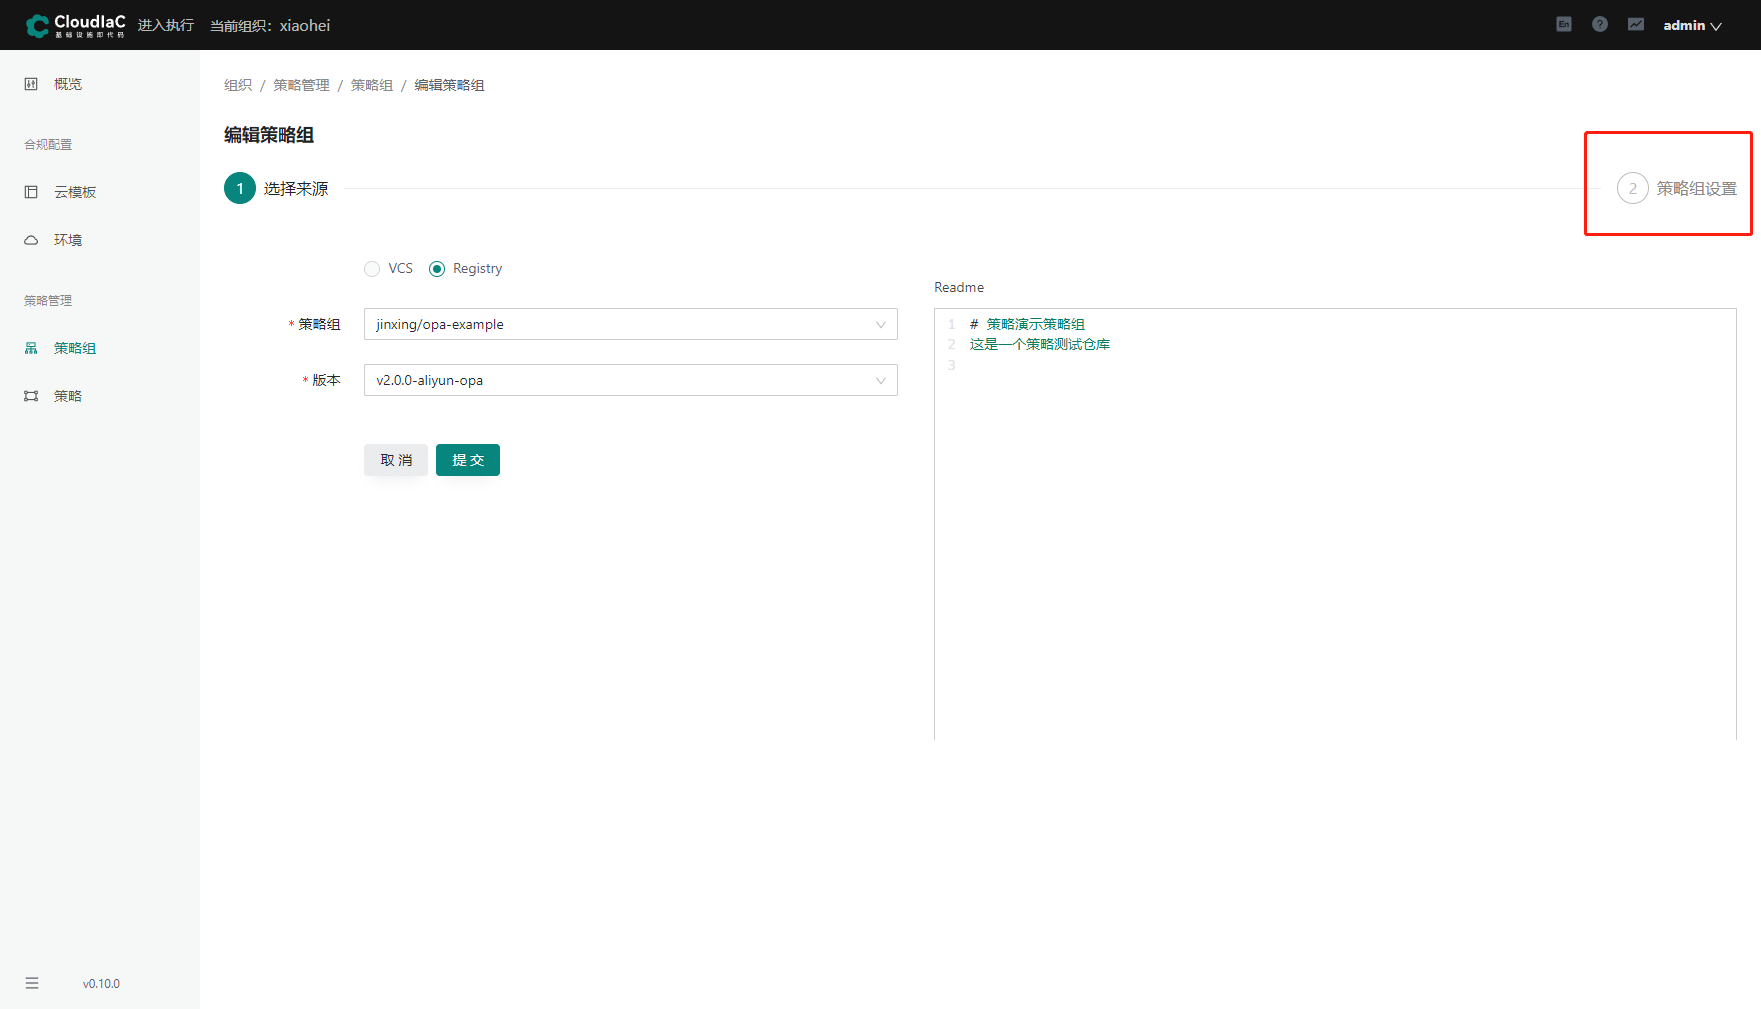 CloudIaC
基础设施即代码
进入执行
当前组织：xiaohei
En
?
admin
概览
合规配置
云模板
环境
策略管理
策略组
策略
v0.10.0
组织 / 策略管理 / 策略组 / 编辑策略组
编辑策略组
1 选择来源
2 策略组设置
VCS
Registry
* 策略组
jinxing/opa-example
* 版本
v2.0.0-aliyun-opa
取 消
提 交
Readme
1 # 策略演示策略组
2 这是一个策略测试仓库
3